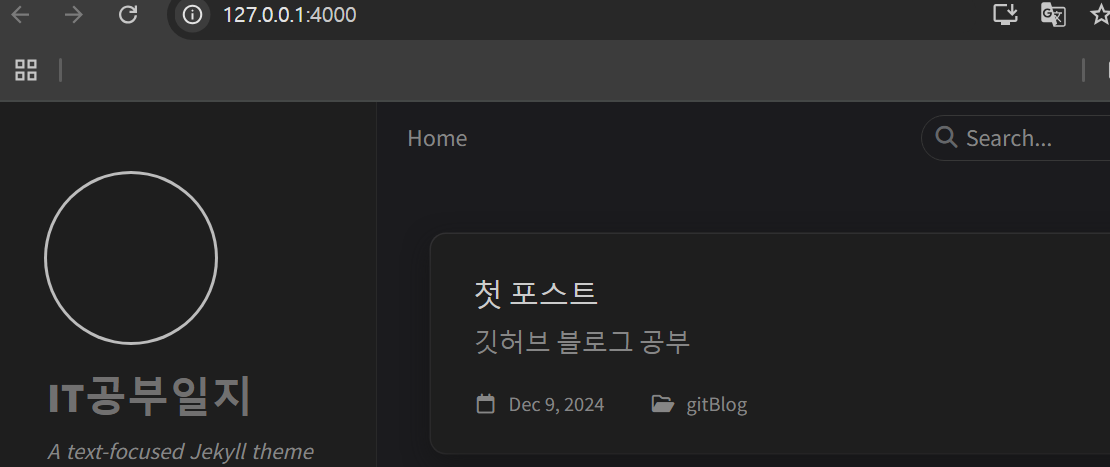 127.0.0.1:4000
Home
Search...
첫 포스트
깃허브 블로그 공부
Dec 9, 2024
gitBlog
IT공부일지
A text-focused Jekyll theme